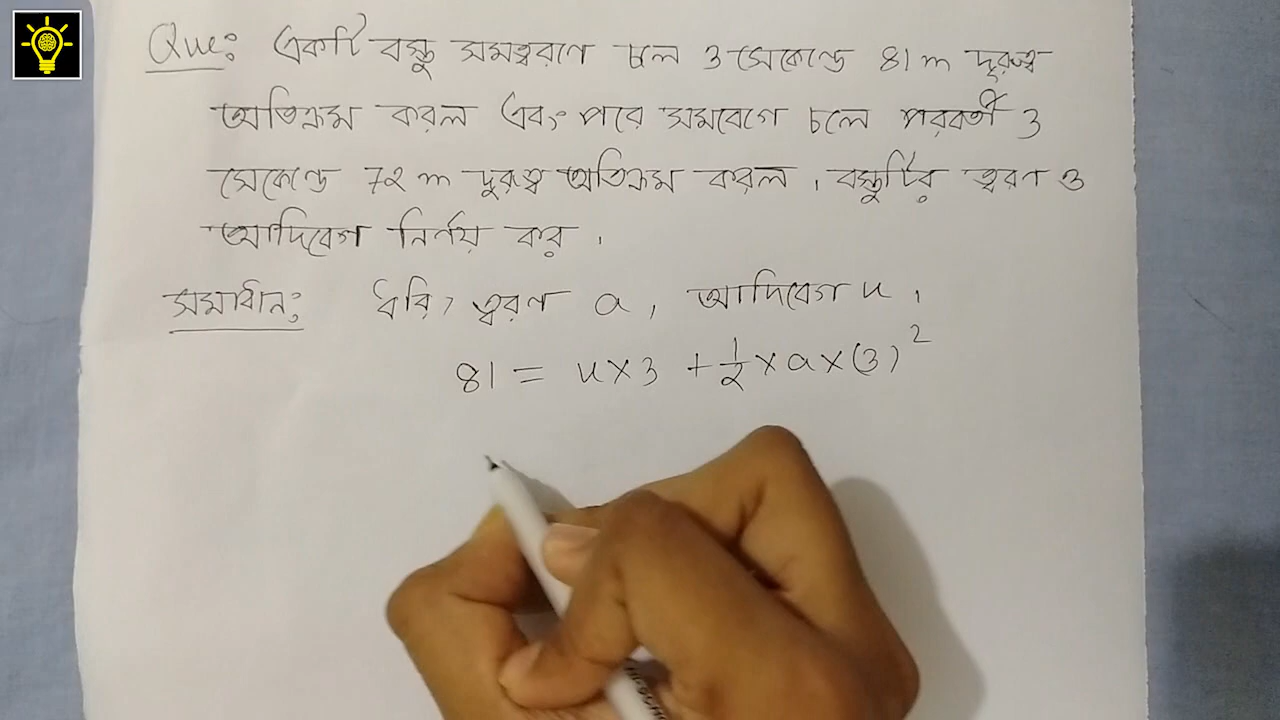 Que: একটি বস্তু সমত্বরণে চলে 3 সেকেন্ডে 81 m দূরত্ব
অতিক্রম করল এবং পরে সমবেগে চলে পরবর্তী 3
সেকেন্ডে 72 m দুরত্ব অতিক্রম করল। বস্তুটির ত্বরণ ও
আদিবেগ নির্ণয় কর।
সমাধান: ধরি, ত্বরণ a, আদিবেগ u।
81 = u×3 + 1/2 × a×(3)²